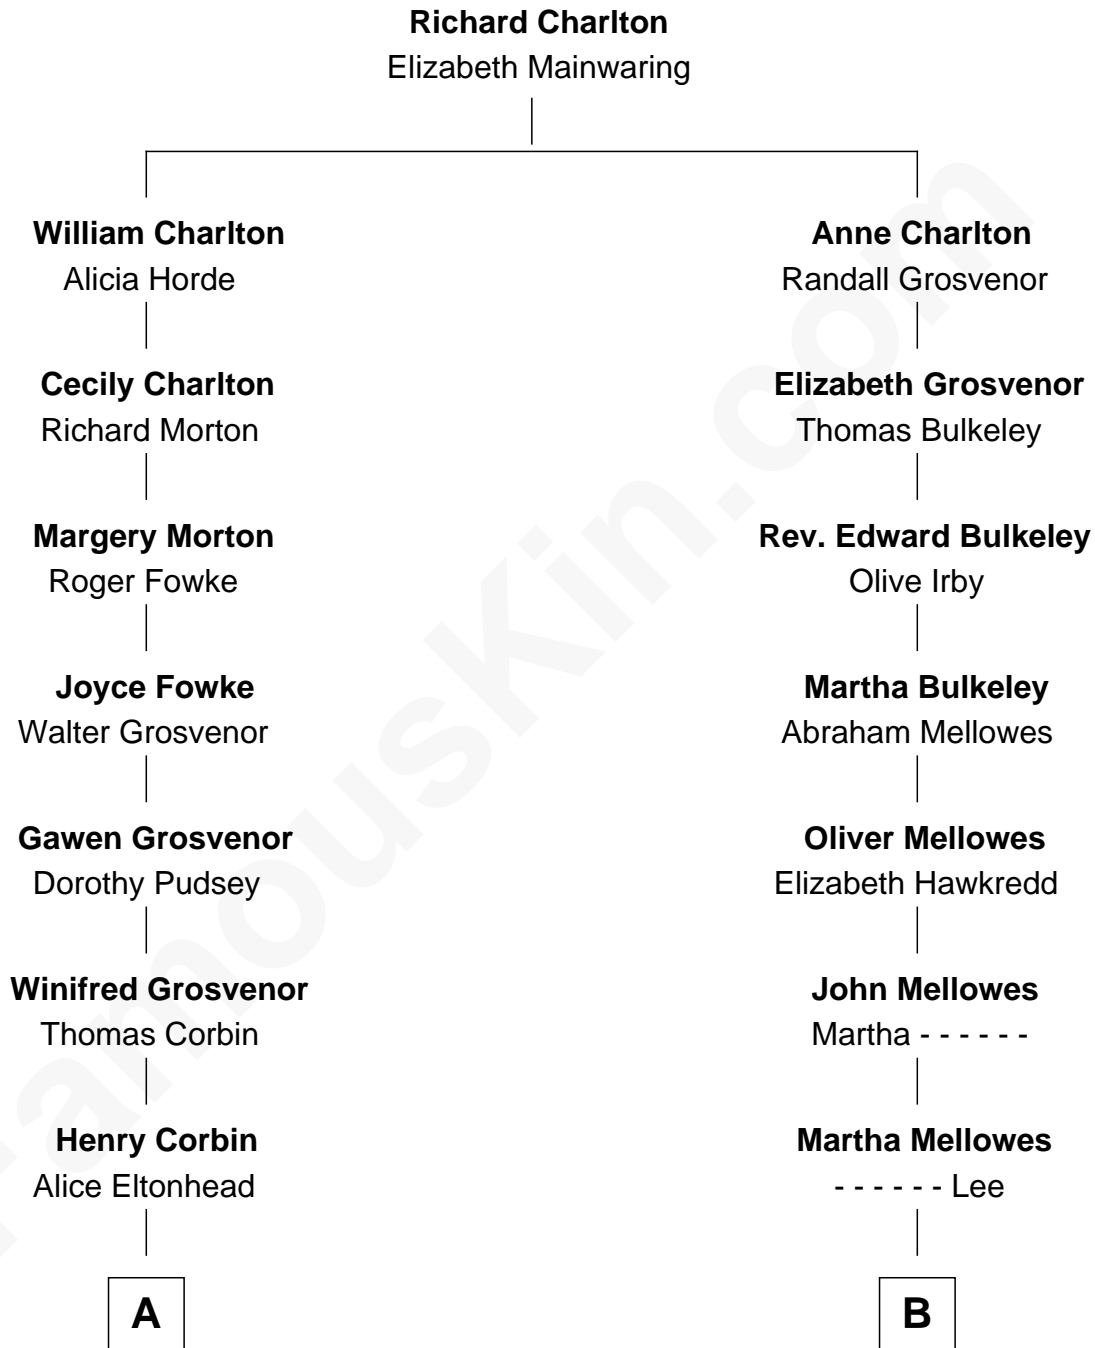 Richard Charlton
Elizabeth Mainwaring
William Charlton
Alicia Horde
Anne Charlton
Randall Grosvenor
Cecily Charlton
Richard Morton
Elizabeth Grosvenor
Thomas Bulkeley
Margery Morton
Roger Fowke
Rev. Edward Bulkeley
Olive Irby
Joyce Fowke
Walter Grosvenor
Martha Bulkeley
Abraham Mellowes
Gawen Grosvenor
Dorothy Pudsey
Oliver Mellowes
Elizabeth Hawkredd
Winifred Grosvenor
Thomas Corbin
John Mellowes
Martha - - - - - -
Henry Corbin
Alice Eltonhead
Martha Mellowes
- - - - - - Lee
A
B
FamousKin.com